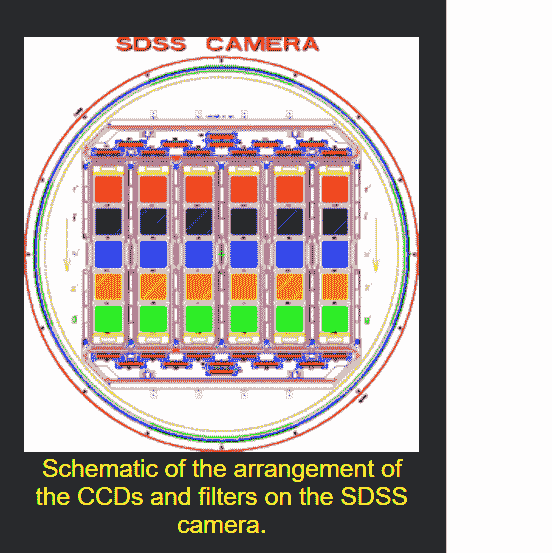 SDSS CAMERA
Schematic of the arrangement of
the CCDs and filters on the SDSS
camera.